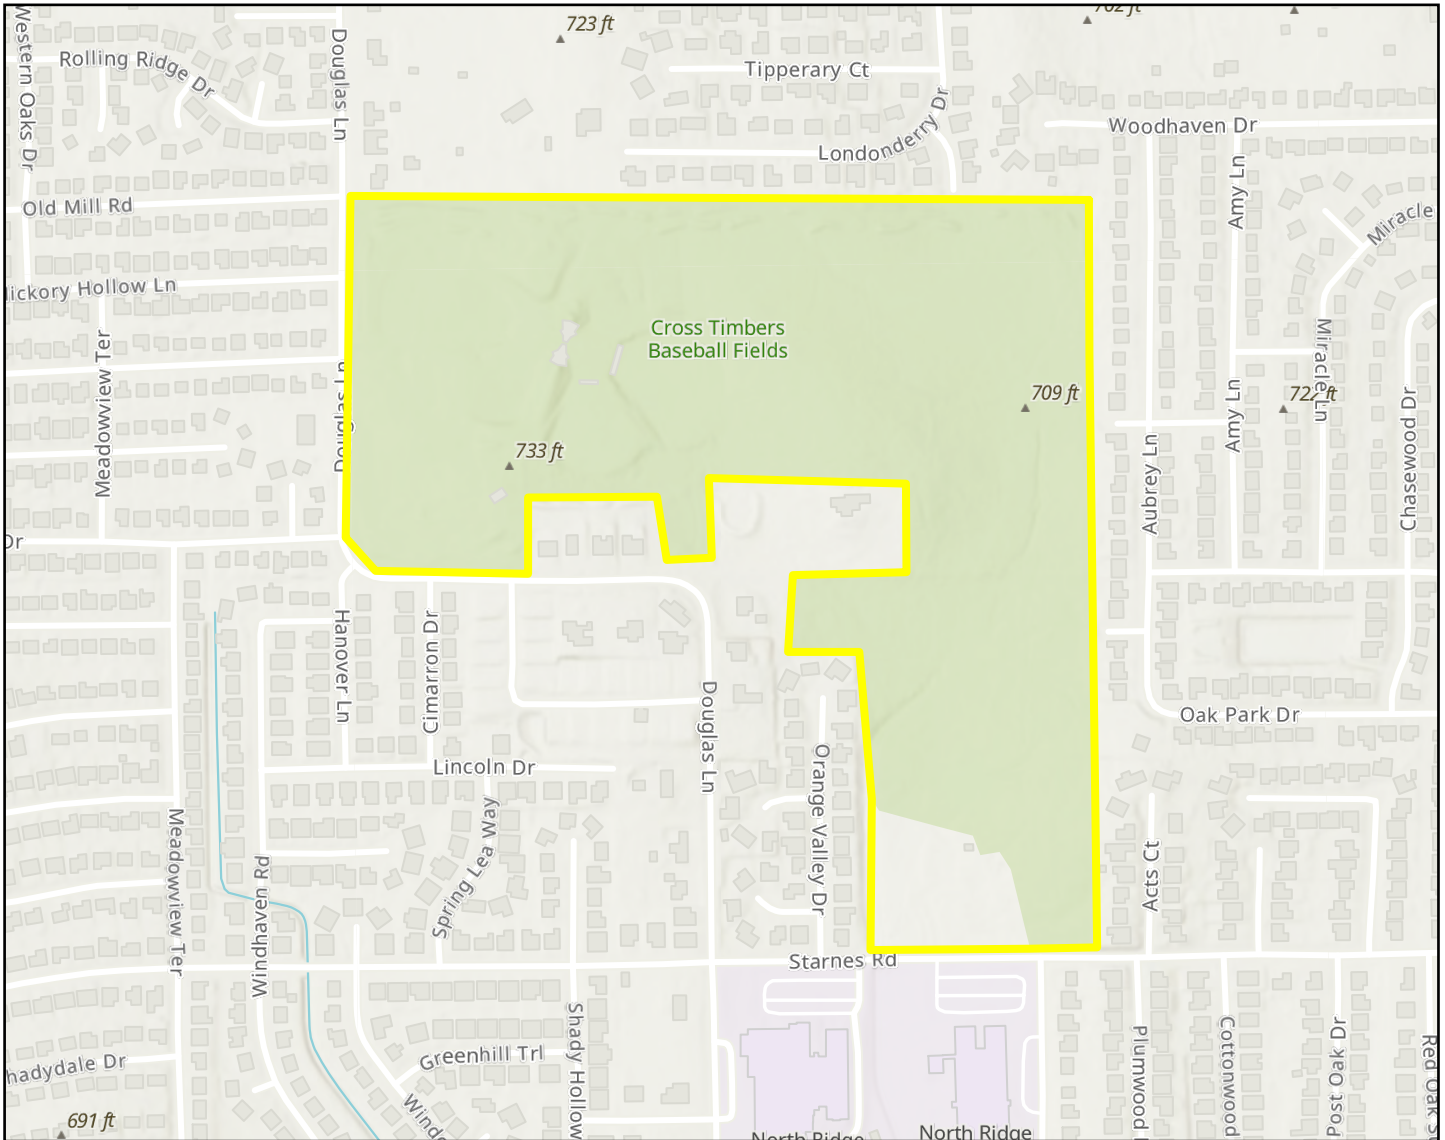 723 ft
702 ft
Western Oaks Dr
Rolling Ridge Dr
Douglas Ln
Tipperary Ct
Londonderry Dr
Woodhaven Dr
Amy Ln
Miracle
Old Mill Rd
Hickory Hollow Ln
Meadowview Ter
Douglas Ln
Cross Timbers
Baseball Fields
709 ft
722 ft
Miracle Ln
Amy Ln
Chasewood Dr
Aubrey Ln
733 ft
Dr
Hanover Ln
Cimarron Dr
Douglas Ln
Orange Valley Dr
Oak Park Dr
Lincoln Dr
Spring Lea Way
Meadowview Ter
Windhaven Rd
Acts Ct
Starnes Rd
Shady Hollow
Greenhill Trl
hadydale Dr
Windc
691 ft
Plumwood
Cottonwood
Post Oak Dr
Red Oak S
North Ridge
North Ridge